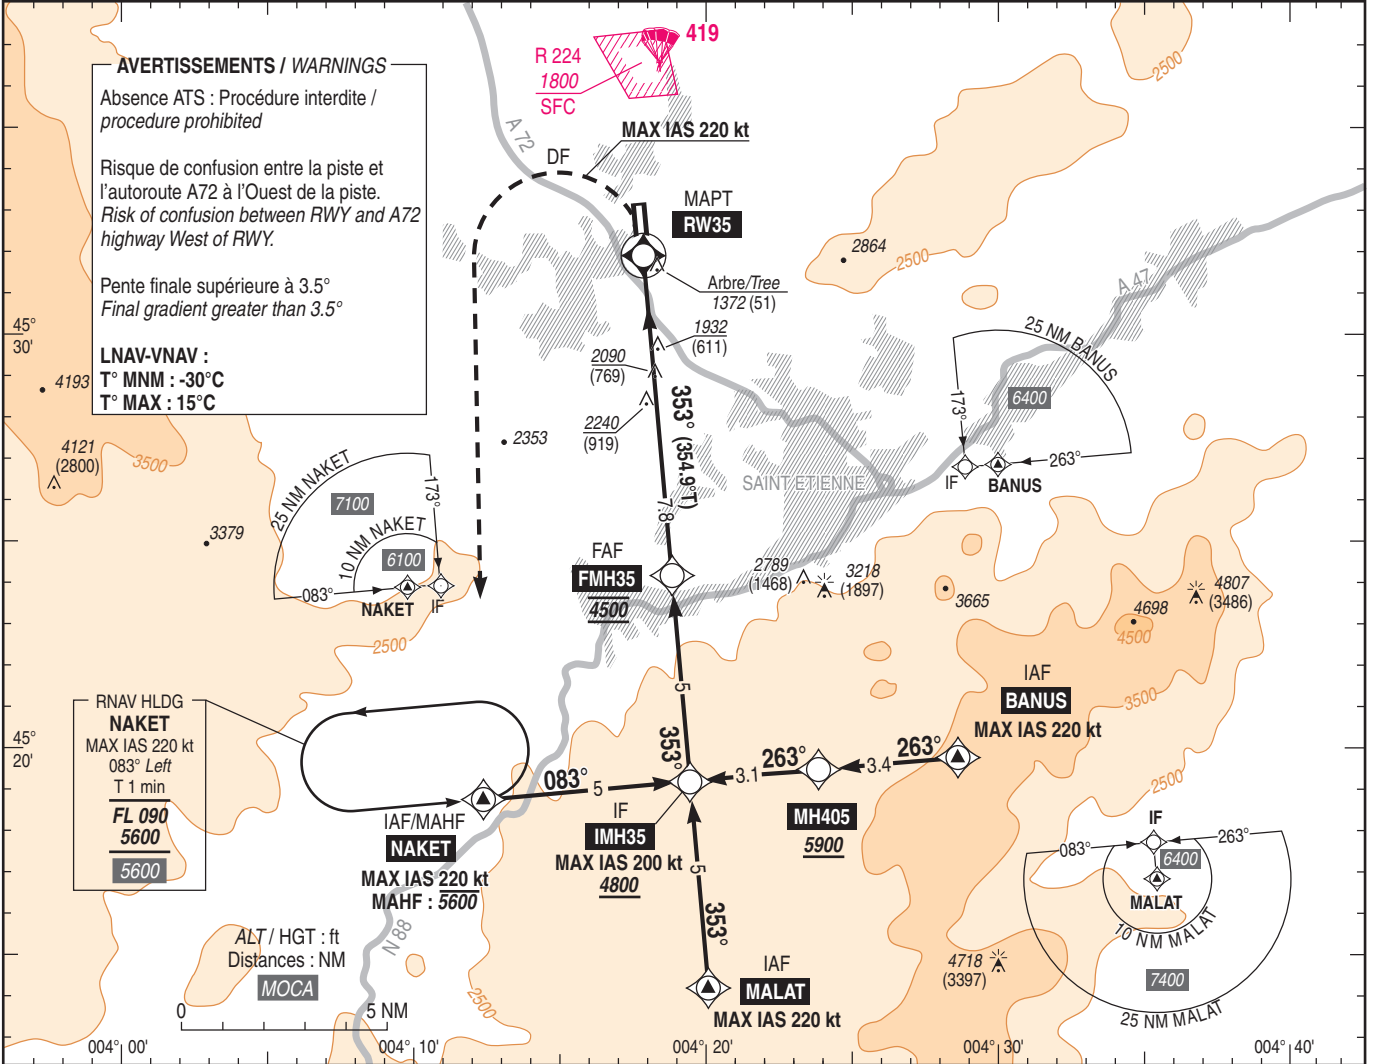 AVERTISSEMENTS / WARNINGS
Absence ATS : Procédure interdite /
procedure prohibited
Risque de confusion entre la piste et
l'autoroute A72 à l'Ouest de la piste.
Risk of confusion between RWY and A72
highway West of RWY.
Pente finale supérieure à 3.5°
Final gradient greater than 3.5°
LNAV-VNAV :
T° MNM : -30°C
T° MAX : 15°C
419
R 224
1800
SFC
A 72
MAX IAS 220 kt
DF
MAPT
RW35
2500
2864
2500
Arbre/Tree
1372 (51)
A 47
45°
30'
1932
(611)
2090
(769)
2240
(919)
353° (354.9°T)
7.8
25 NM BANUS
6400
173°
263°
IF
BANUS
4193
4121
(2800)
3500
2353
SAINT ETIENNE
25 NM NAKET
7100
173°
10 NM NAKET
6100
083°
NAKET
IF
3379
2500
FAF
FMH35
4500
2789
(1468)
3218
(1897)
3665
4807
(3486)
4698
4500
3500
2500
IAF
BANUS
MAX IAS 220 kt
RNAV HLDG
NAKET
MAX IAS 220 kt
083° Left
T 1 min
FL 090
5600
5600
45°
20'
5
353°
263°
3.4
263°
3.1
083°
5
IAF/MAHF
NAKET
MAX IAS 220 kt
MAHF : 5600
IF
IMH35
MAX IAS 200 kt
4800
MH405
5900
5
353°
IAF
MALAT
MAX IAS 220 kt
IF
083°
263°
6400
MALAT
10 NM MALAT
7400
25 NM MALAT
4718
(3397)
N 88
2500
ALT / HGT : ft
Distances : NM
MOCA
0
5 NM
004° 00'
004° 10'
004° 20'
004° 30'
004° 40'